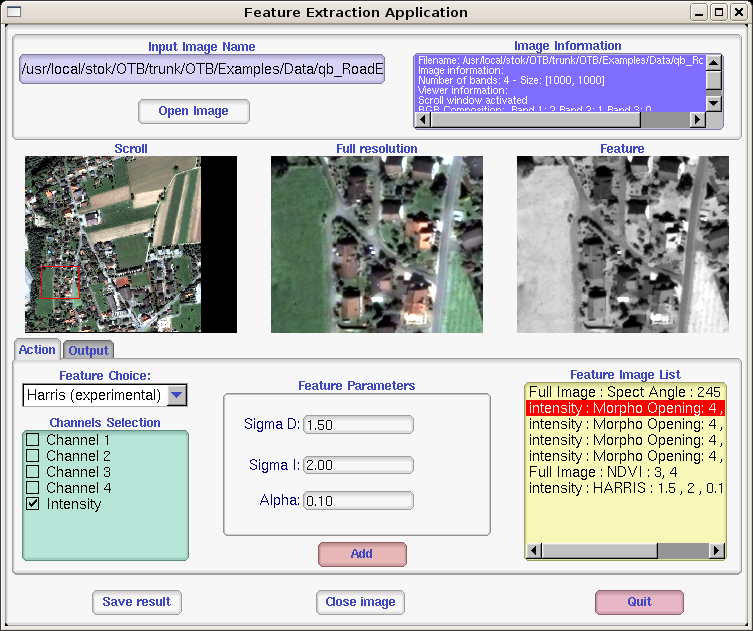 Feature Extraction Application
Input Image Name
/usr/local/stok/OTB/trunk/OTB/Examples/Data/qb_RoadE
Open Image
Image Information
Filename: /usr/local/stok/OTB/trunk/OTB/Examples/Data/qb_Rc
Image information:
Number of bands: 4 - Size: [1000, 1000]
Viewer information:
Scroll window activated
RGB Composition: Band 1: 2 Band 2: 1 Band 3: 0
Scroll
Full resolution
Feature
Action
Output
Feature Choice:
Harris (experimental)
Channels Selection
Channel 1
Channel 2
Channel 3
Channel 4
Intensity
Feature Parameters
Sigma D: 1.50
Sigma I: 2.00
Alpha: 0.10
Add
Feature Image List
Full Image : Spect Angle : 245
intensity : Morpho Opening: 4 ,
intensity : Morpho Opening: 4 ,
intensity : Morpho Opening: 4 ,
intensity : Morpho Opening: 4 ,
Full Image : NDVI : 3, 4
intensity : HARRIS : 1.5 , 2 , 0.1
Save result
Close image
Quit